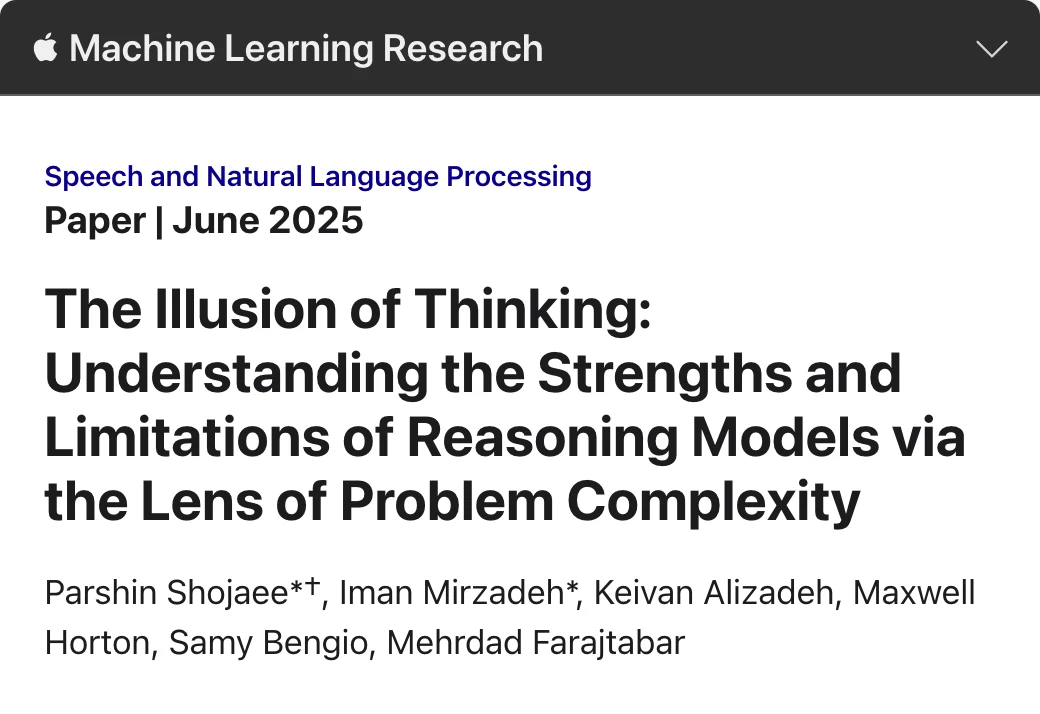 Machine Learning Research
Speech and Natural Language Processing
Paper | June 2025
The Illusion of Thinking:
Understanding the Strengths and
Limitations of Reasoning Models via
the Lens of Problem Complexity
Parshin Shojaee*†, Iman Mirzadeh*, Keivan Alizadeh, Maxwell
Horton, Samy Bengio, Mehrdad Farajtabar